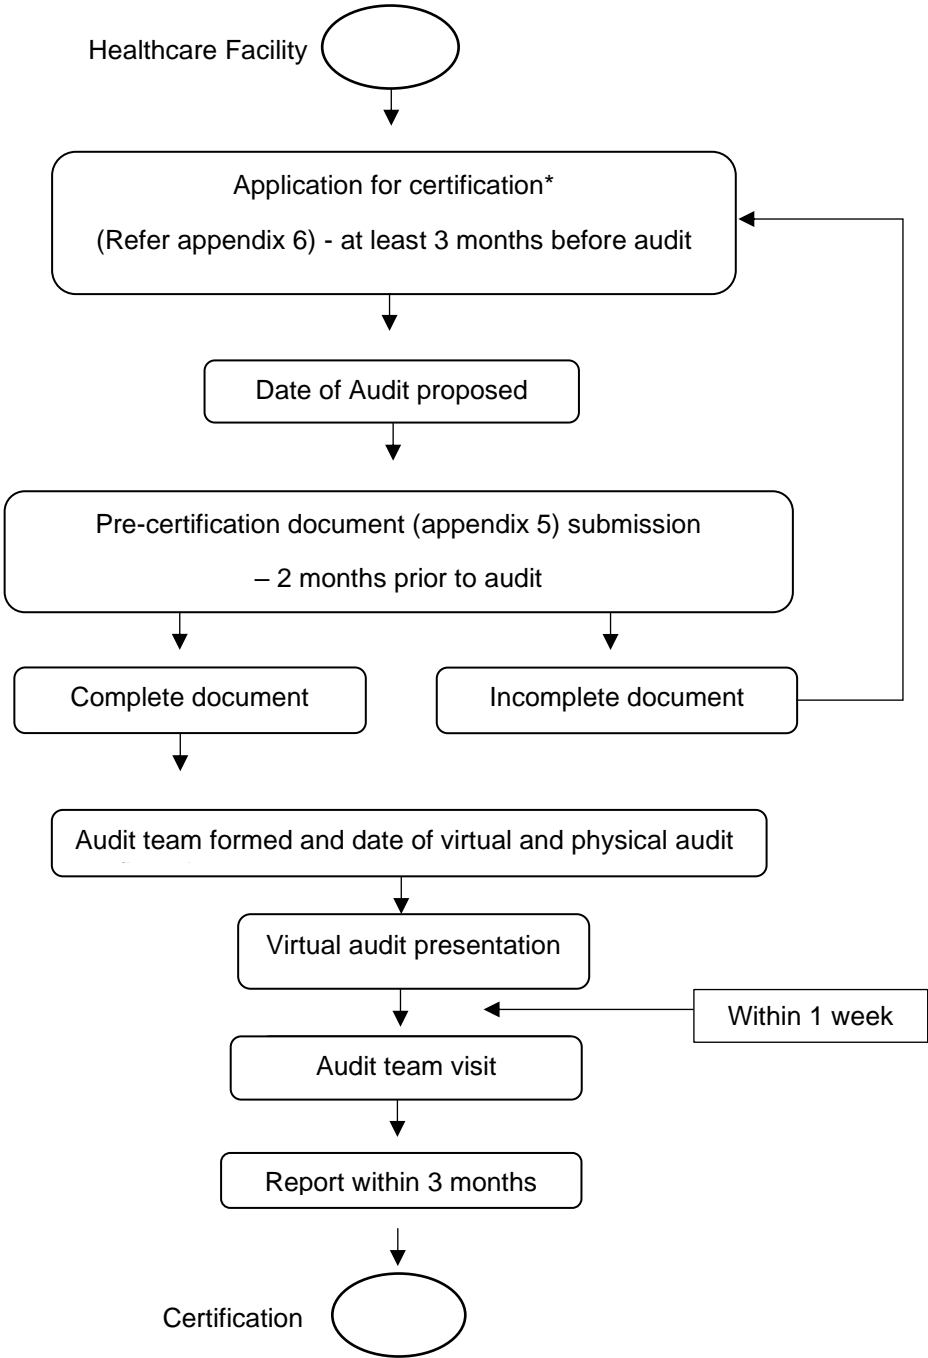 Healthcare Facility
Application for certification*
(Refer appendix 6) - at least 3 months before audit
Date of Audit proposed
Pre-certification document (appendix 5) submission
– 2 months prior to audit
Complete document
Incomplete document
Audit team formed and date of virtual and physical audit
Virtual audit presentation
Within 1 week
Audit team visit
Report within 3 months
Certification